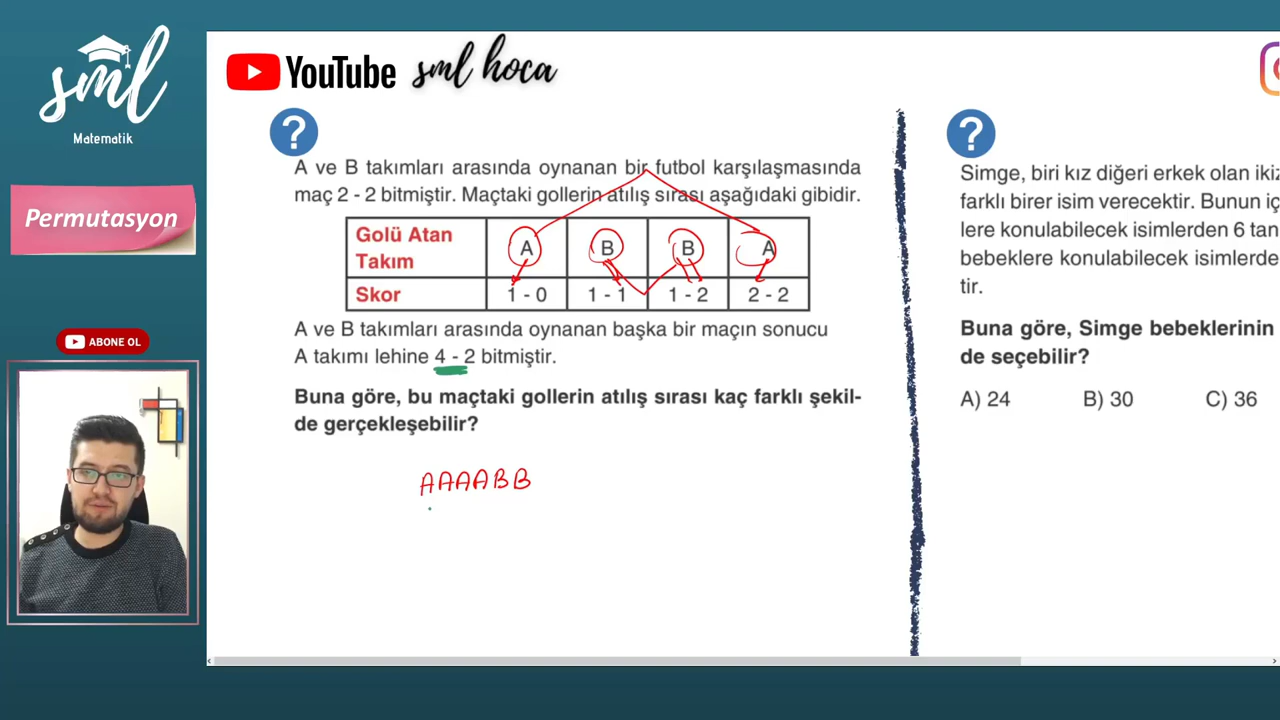 sml
Matematik
Permutasyon
ABONE OL
YouTube sml hoca
?
A ve B takımları arasında oynanan bir futbol karşılaşmasında
maç 2 - 2 bitmiştir. Maçtaki gollerin atılış sırası aşağıdaki gibidir.
Golü Atan Takım A B B A
Skor 1 - 0 1 - 1 1 - 2 2 - 2
A ve B takımları arasında oynanan başka bir maçın sonucu
A takımı lehine 4 - 2 bitmiştir.
Buna göre, bu maçtaki gollerin atılış sırası kaç farklı şekil-
de gerçekleşebilir?
AAAABB
?
Simge, biri kız diğeri erkek olan ikiz
farklı birer isim verecektir. Bunun iç
lere konulabilecek isimlerden 6 tan
bebeklere konulabilecek isimlerde
tir.
Buna göre, Simge bebeklerinin
de seçebilir?
A) 24 B) 30 C) 36